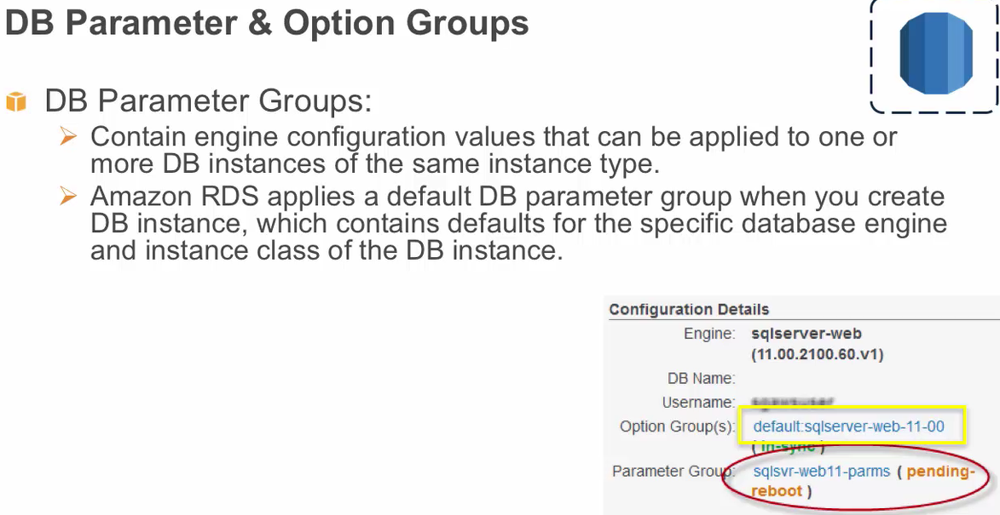 DB Parameter & Option Groups
DB Parameter Groups:
Contain engine configuration values that can be applied to one or
more DB instances of the same instance type.
Amazon RDS applies a default DB parameter group when you create
DB instance, which contains defaults for the specific database engine
and instance class of the DB instance.
Configuration Details
Engine: sqlserver-web
(11.00.2100.60.v1)
DB Name:
Username:
Option Group(s): default:sqlserver-web-11-00
( in-sync )
Parameter Group: sqlsvr-web11-parms ( pending-
reboot )